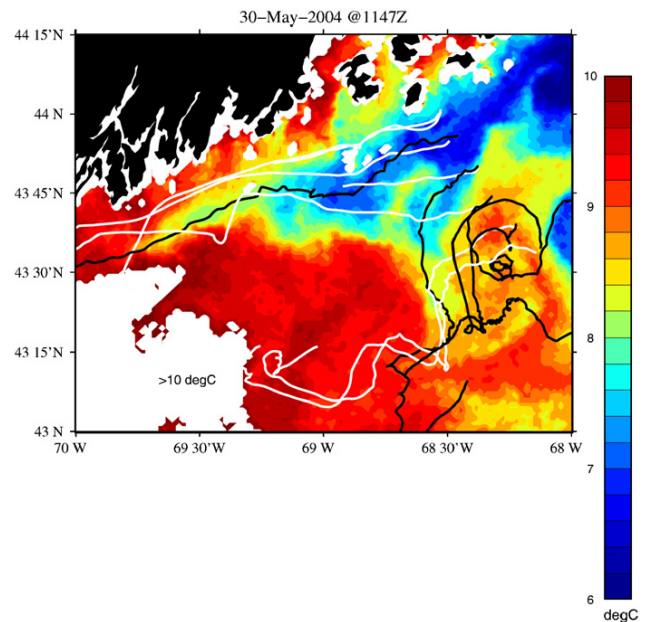 30-May-2004 @1147Z
44 15'N
44 N
43 45'N
43 30'N
43 15'N
43 N
>10 degC
70 W
69 30'W
69 W
68 30'W
68 W
10
9
8
7
6
degC